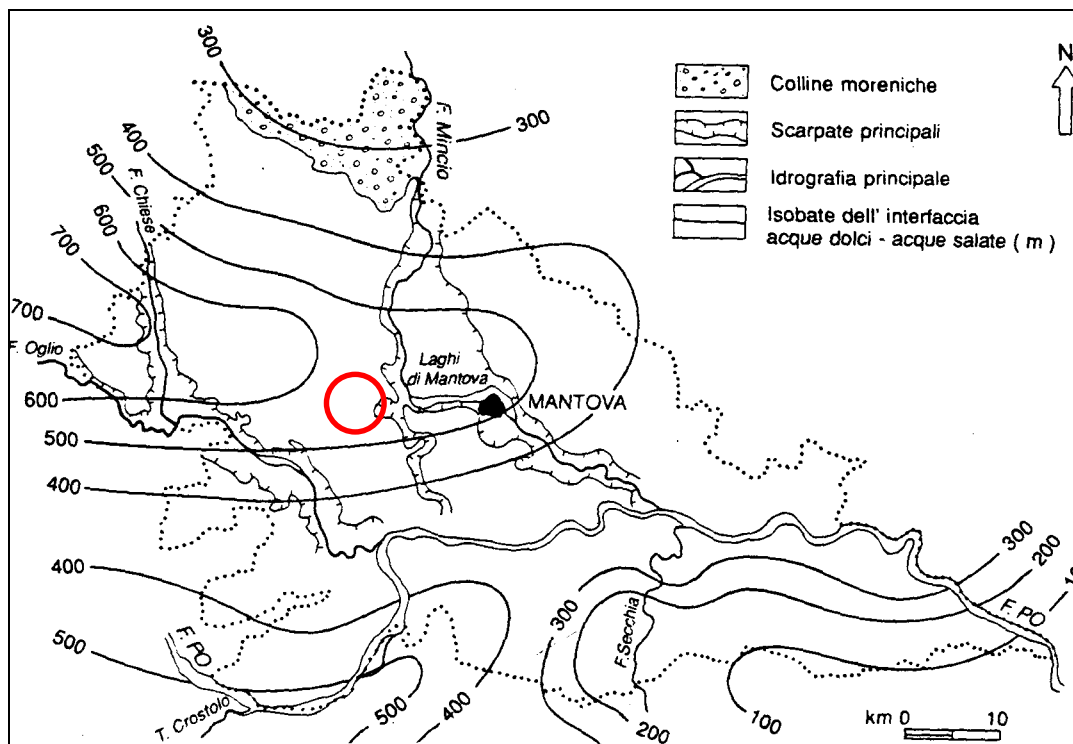 300
F. Mincio
300
400
500
F. Chiese
600
700
700
F. Oglio
600
500
400
Laghi
di Mantova
MANTOVA
400
500
F. PO
T. Crostolo
500
400
300
F. Secchia
200
100
300
200
F. PO
N
Colline moreniche
Scarpate principali
Idrografia principale
Isobate dell' interfaccia
acque dolci - acque salate ( m )
km 0 10